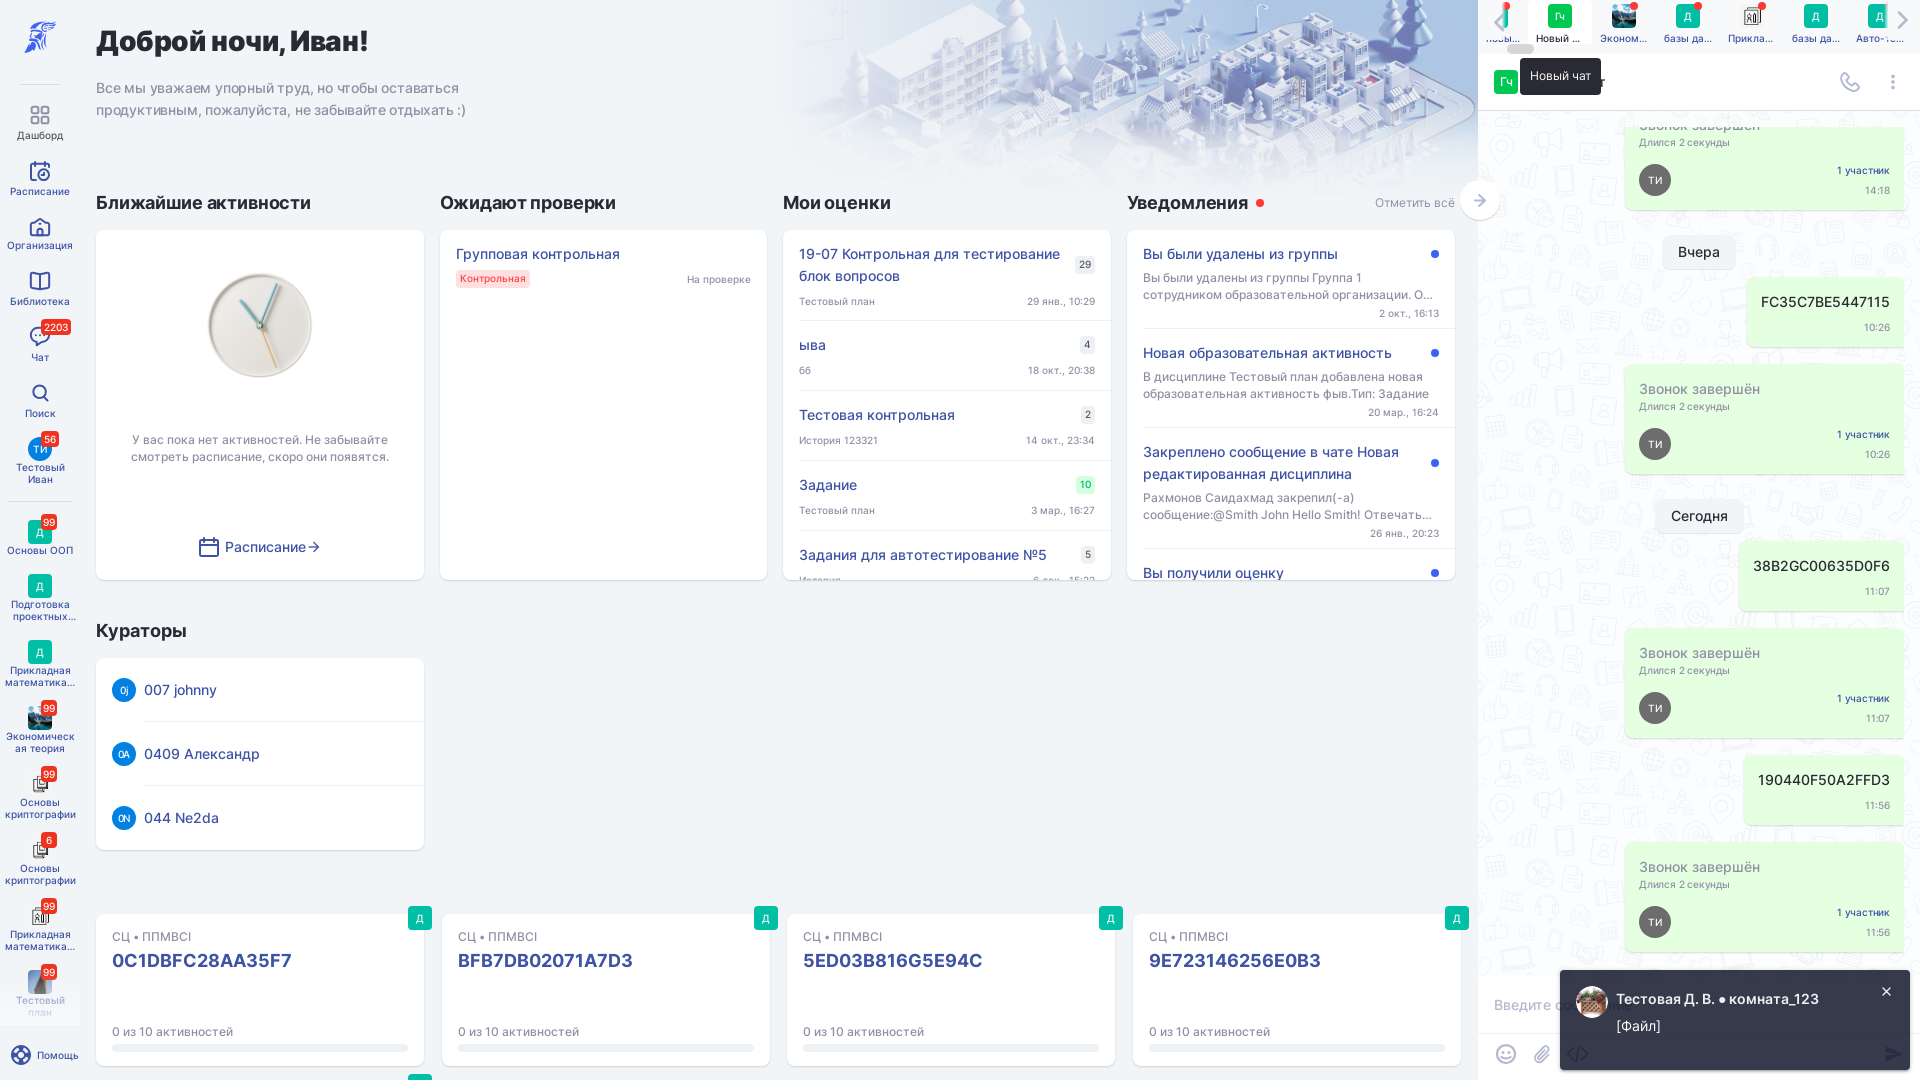 Дашборд
Расписание
Организация
Библиотека
2203
Чат
Поиск
56
ТИ
Тестовый
Иван
99
Д
Основы ООП
Д
Подготовка
проектных...
Д
Прикладная
математика...
99
Экономическ
ая теория
99
Основы
криптографии
6
Основы
криптографии
99
Прикладная
математика...
99
Тестовый
план
Помощь
Доброй ночи, Иван!
Все мы уважаем упорный труд, но чтобы оставаться
продуктивным, пожалуйста, не забывайте отдыхать :)
Ближайшие активности
У вас пока нет активностей. Не забывайте
смотреть расписание, скоро они появятся.
Расписание
Ожидают проверки
Групповая контрольная
Контрольная
На проверке
Мои оценки
19-07 Контрольная для тестирование
блок вопросов
29
Тестовый план
29 янв., 10:29
ыва
4
бб
18 окт., 20:38
Тестовая контрольная
2
История 123321
14 окт., 23:34
Задание
10
Тестовый план
3 мар., 16:27
Задания для автотестирование №5
5
Уведомления
Отметить всё
Вы были удалены из группы
Вы были удалены из группы Группа 1
сотрудником образовательной организации. О...
2 окт., 16:13
Новая образовательная активность
В дисциплине Тестовый план добавлена новая
образовательная активность фыв.Тип: Задание
20 мар., 16:24
Закреплено сообщение в чате Новая
редактированная дисциплина
Рахмонов Саидахмад закрепил(-а)
сообщение:@Smith John Hello Smith! Отвечать...
26 янв., 20:23
Вы получили оценку
Кураторы
0j
007 johnny
0А
0409 Александр
0N
044 Ne2da
Д
СЦ • ППМВСІ
0C1DBFC28AA35F7
0 из 10 активностей
Д
СЦ • ППМВСІ
BFB7DB02071A7D3
0 из 10 активностей
Д
СЦ • ППМВСІ
5ED03B816G5E94C
0 из 10 активностей
Д
СЦ • ППМВСІ
9E723146256E0B3
0 из 10 активностей
Гч
Новый ...
Эконом...
Д
базы да...
Прикла...
Д
базы да...
Д
Гч
Новый чат
Звонок завершён
Длился 2 секунды
ТИ
1 участник
14:18
Вчера
FC35C7BE5447115
10:26
Звонок завершён
Длился 2 секунды
ТИ
1 участник
10:26
Сегодня
38B2GC00635D0F6
11:07
Звонок завершён
Длился 2 секунды
ТИ
1 участник
11:07
190440F50A2FFD3
11:56
Звонок завершён
Длился 2 секунды
ТИ
1 участник
11:56
Введите
Тестовая Д. В. ● комната_123
[Файл]